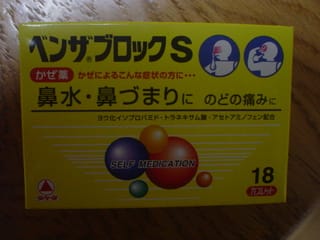 ベンザ®ブロックS
かぜ薬 かぜによるこんな症状の方に…
鼻水・鼻づまりに のどの痛みに
ヨウ化イソプロパミド・トラネキサム酸・アセトアミノフェン配合
SELF MEDICATION
18
カプレット
タケダ